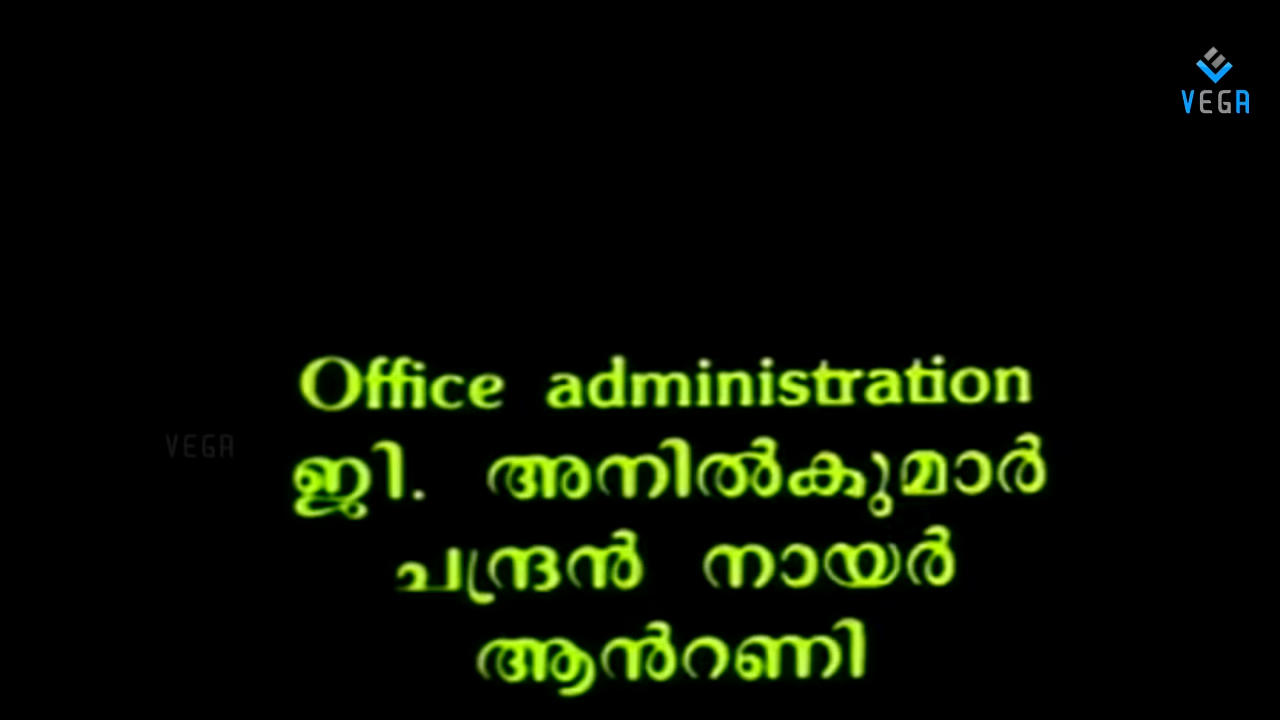 VEGA
Office administration
VEGA
ജി. അനിൽകുമാർ
ചന്ദ്രൻ നായർ
ആൻറണി